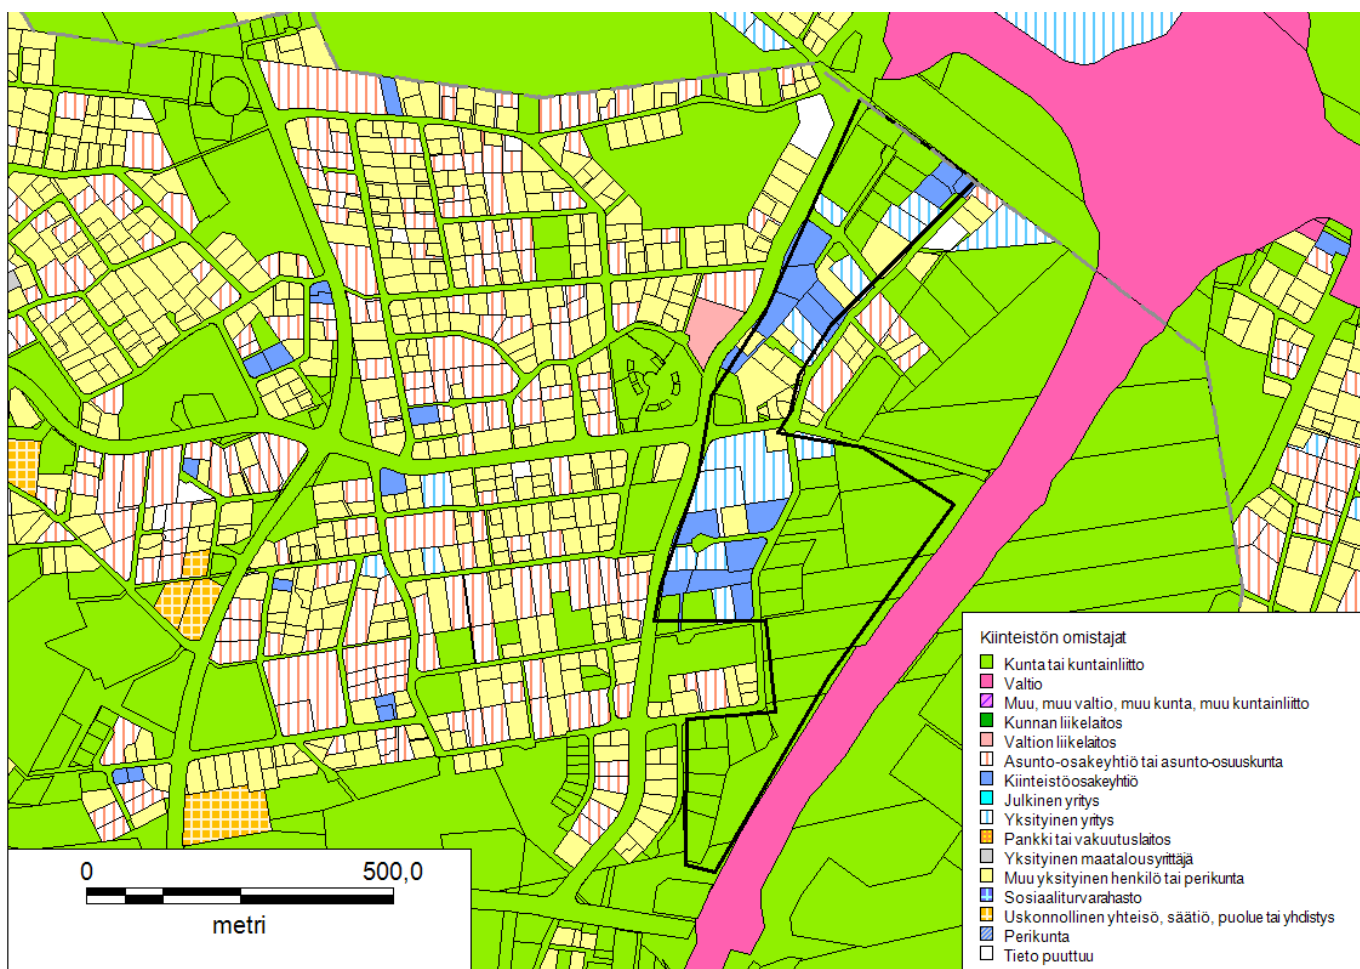 Kiinteistön omistajat
Kunta tai kuntainliitto
Valtio
Muu, muu valtio, muu kunta, muu kuntainliitto
Kunnan liikelaitos
Valtion liikelaitos
Asunto-osakeyhtiö tai asunto-osuuskunta
Kiinteistöosakeyhtiö
Julkinen yritys
Yksityinen yritys
Pankki tai vakuutuslaitos
Yksityinen maatalousyrittäjä
Muu yksityinen henkilö tai perikunta
Sosiaaliturvarahasto
Uskonnollinen yhteisö, säätiö, puolue tai yhdistys
Perikunta
Tieto puuttuu
0 500,0
metri